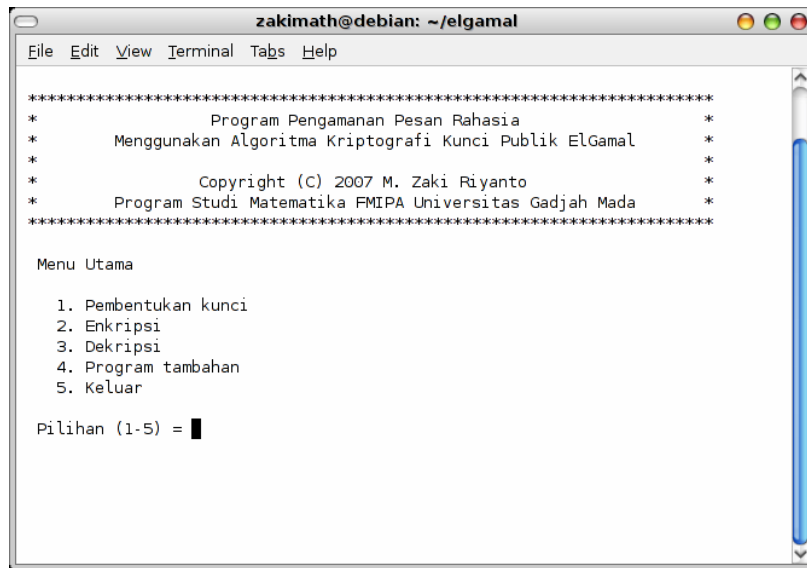 zakimath@debian: ~/elgamal
File Edit View Terminal Tabs Help
***********************************************************************
* Program Pengamanan Pesan Rahasia *
* Menggunakan Algoritma Kriptografi Kunci Publik ElGamal *
* *
* Copyright (C) 2007 M. Zaki Riyanto *
* Program Studi Matematika FMIPA Universitas Gadjah Mada *
***********************************************************************
Menu Utama
1. Pembentukan kunci
2. Enkripsi
3. Dekripsi
4. Program tambahan
5. Keluar
Pilihan (1-5) =